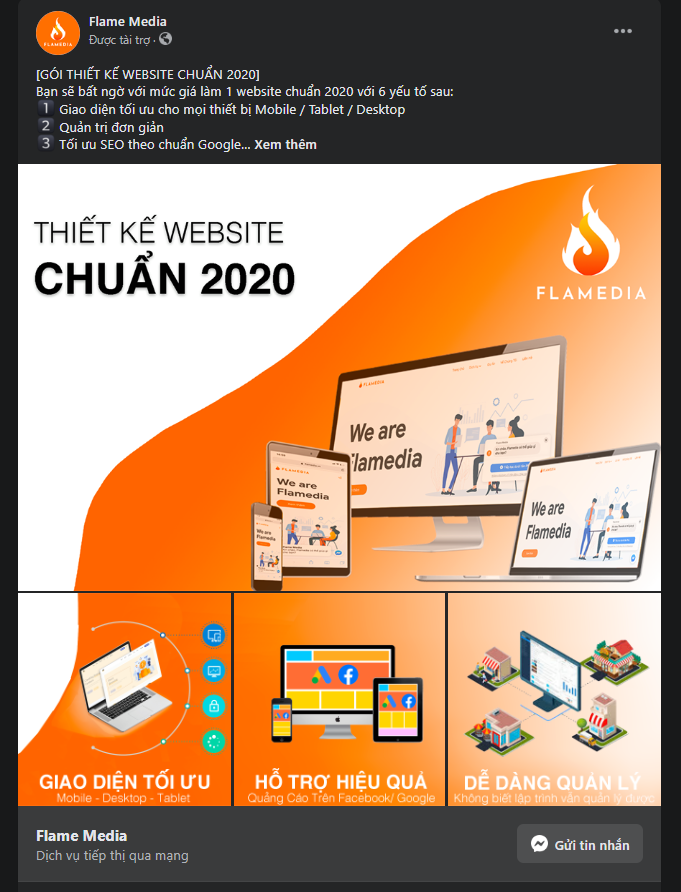 Flame Media
Được tài trợ ·
[GÓI THIẾT KẾ WEBSITE CHUẨN 2020]
Bạn sẽ bất ngờ với mức giá làm 1 website chuẩn 2020 với 6 yếu tố sau:
1 Giao diện tối ưu cho mọi thiết bị Mobile / Tablet / Desktop
2 Quản trị đơn giản
3 Tối ưu SEO theo chuẩn Google... Xem thêm
THIẾT KẾ WEBSITE
CHUẨN 2020
FLAMEDIA
FLAMEDIA
We are
Flamedia
FLAMEDIA
We are
Flamedia
We are
Flamedia
We are
Flamedia
GIAO DIỆN TỐI ƯU
Mobile - Desktop - Tablet
HỖ TRỢ HIỆU QUẢ
Quảng Cáo Trên Facebook/ Google
DỄ DÀNG QUẢN LÝ
Không biết lập trình vẫn quản lý được
Flame Media
Dịch vụ tiếp thị qua mạng
Gửi tin nhắn